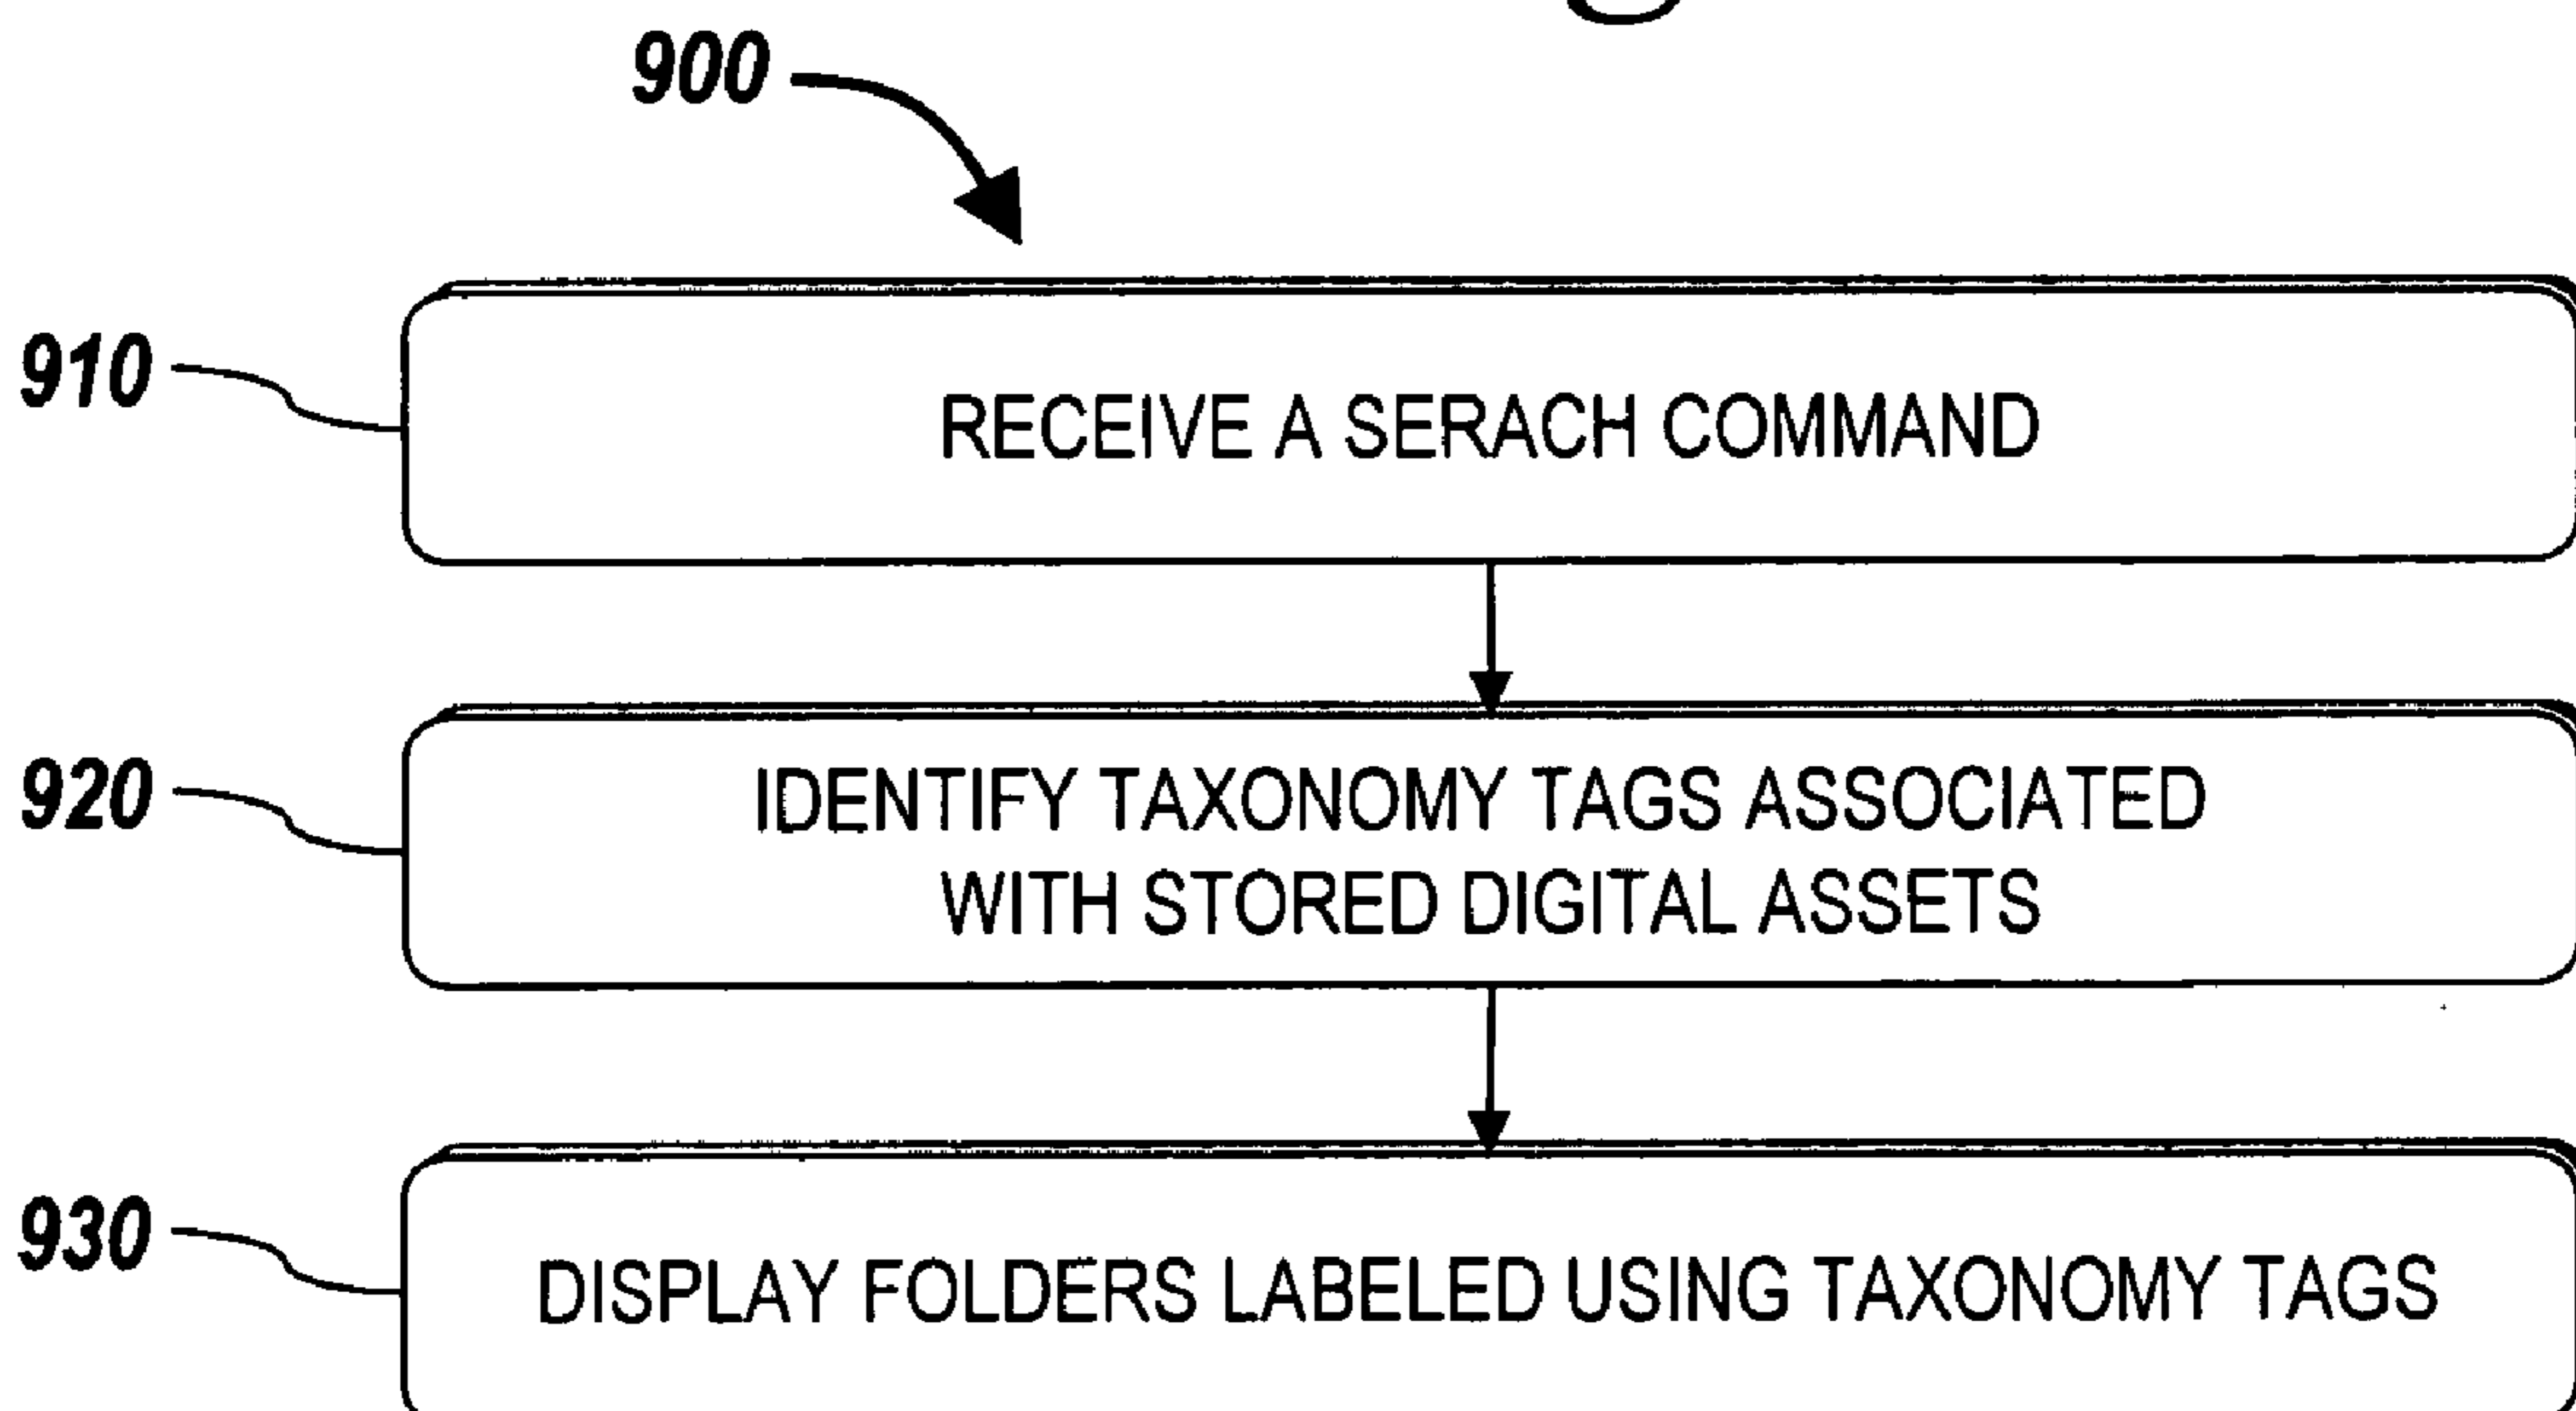 900
910
RECEIVE A SERACH COMMAND
920
IDENTIFY TAXONOMY TAGS ASSOCIATED
WITH STORED DIGITAL ASSETS
930
DISPLAY FOLDERS LABELED USING TAXONOMY TAGS